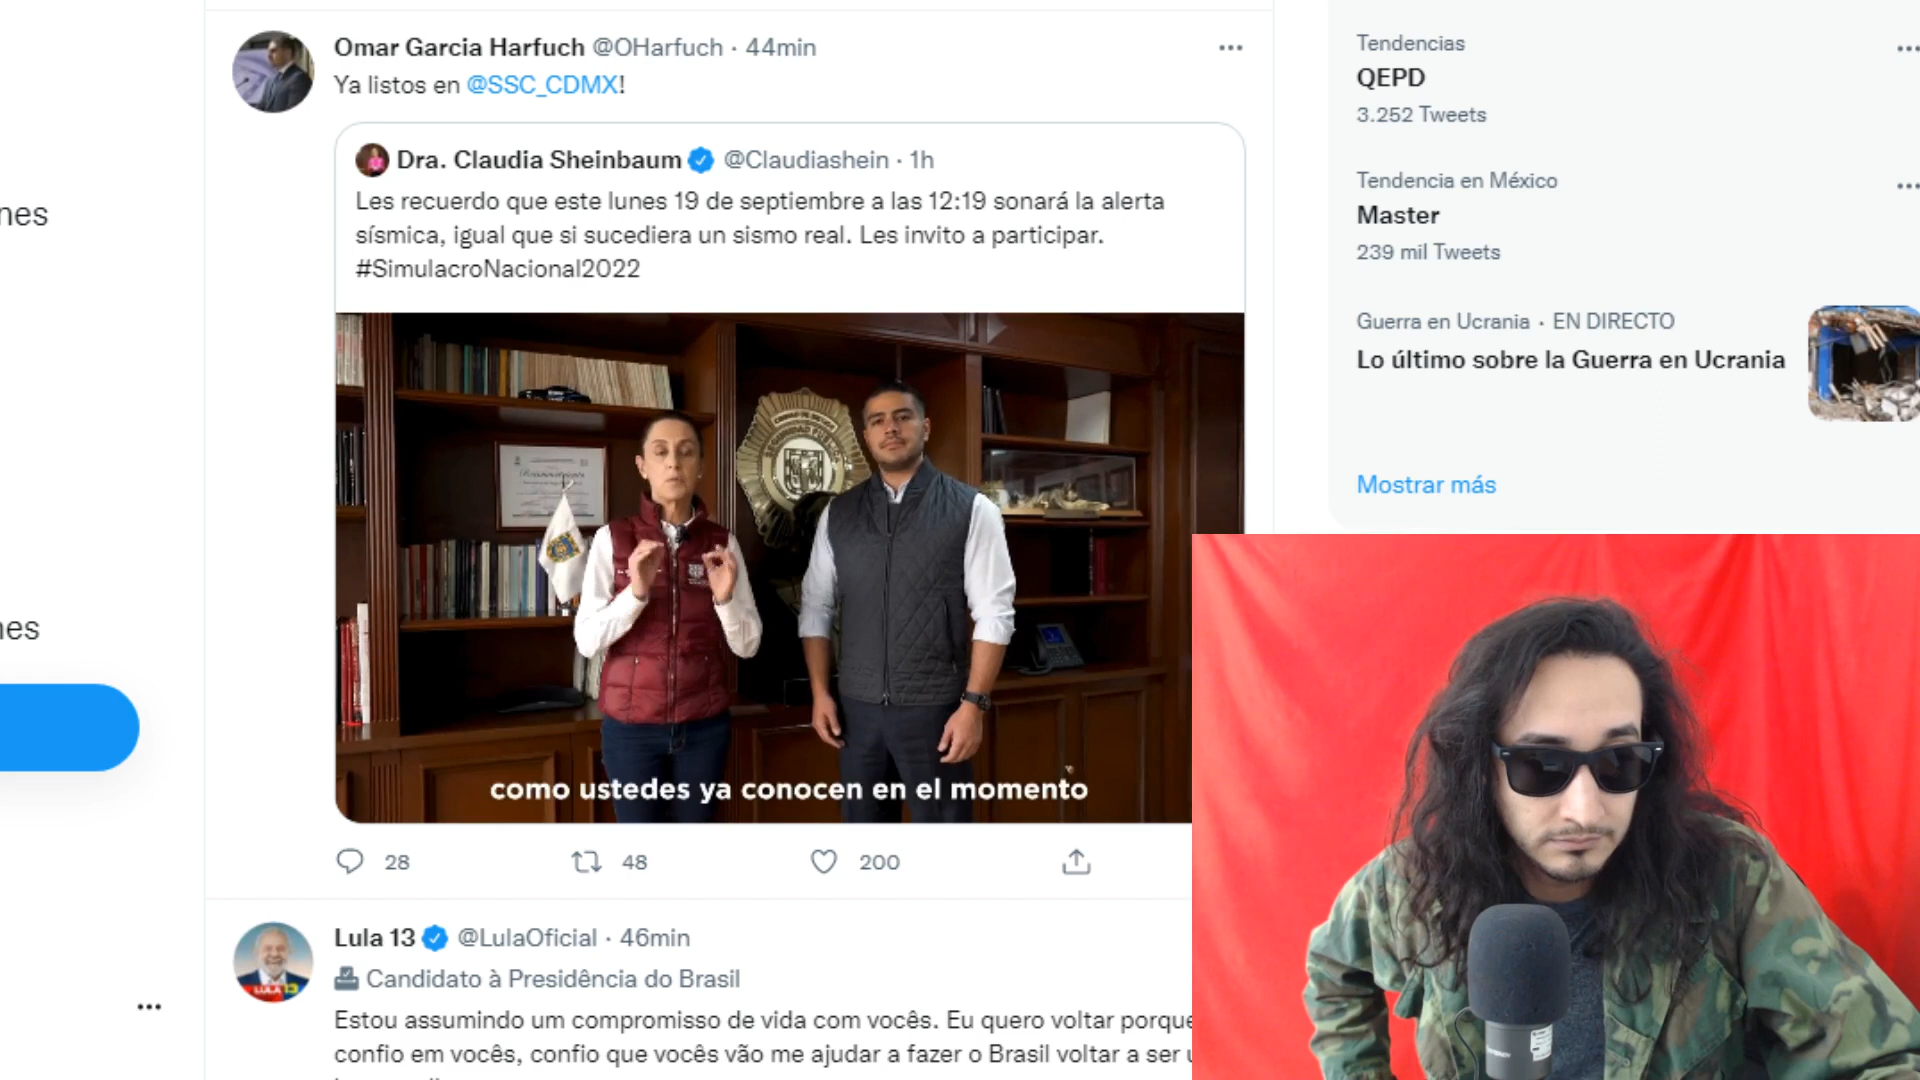 Omar Garcia Harfuch @OHarfuch · 44min
Ya listos en @SSC_CDMX!
Dra. Claudia Sheinbaum @Claudiashein · 1h
Les recuerdo que este lunes 19 de septiembre a las 12:19 sonará la alerta
sísmica, igual que si sucediera un sismo real. Les invito a participar.
#SimulacroNacional2022
como ustedes ya conocen en el momento
28 48 200
Lula 13 @LulaOficial · 46min
Candidato à Presidência do Brasil
Estou assumindo um compromisso de vida com vocês. Eu quero voltar porque
confio em vocês, confio que vocês vão me ajudar a fazer o Brasil voltar a ser
LULA 13
nes
nes
Tendencias
QEPD
3.252 Tweets
Tendencia en México
Master
239 mil Tweets
Guerra en Ucrania · EN DIRECTO
Lo último sobre la Guerra en Ucrania
Mostrar más